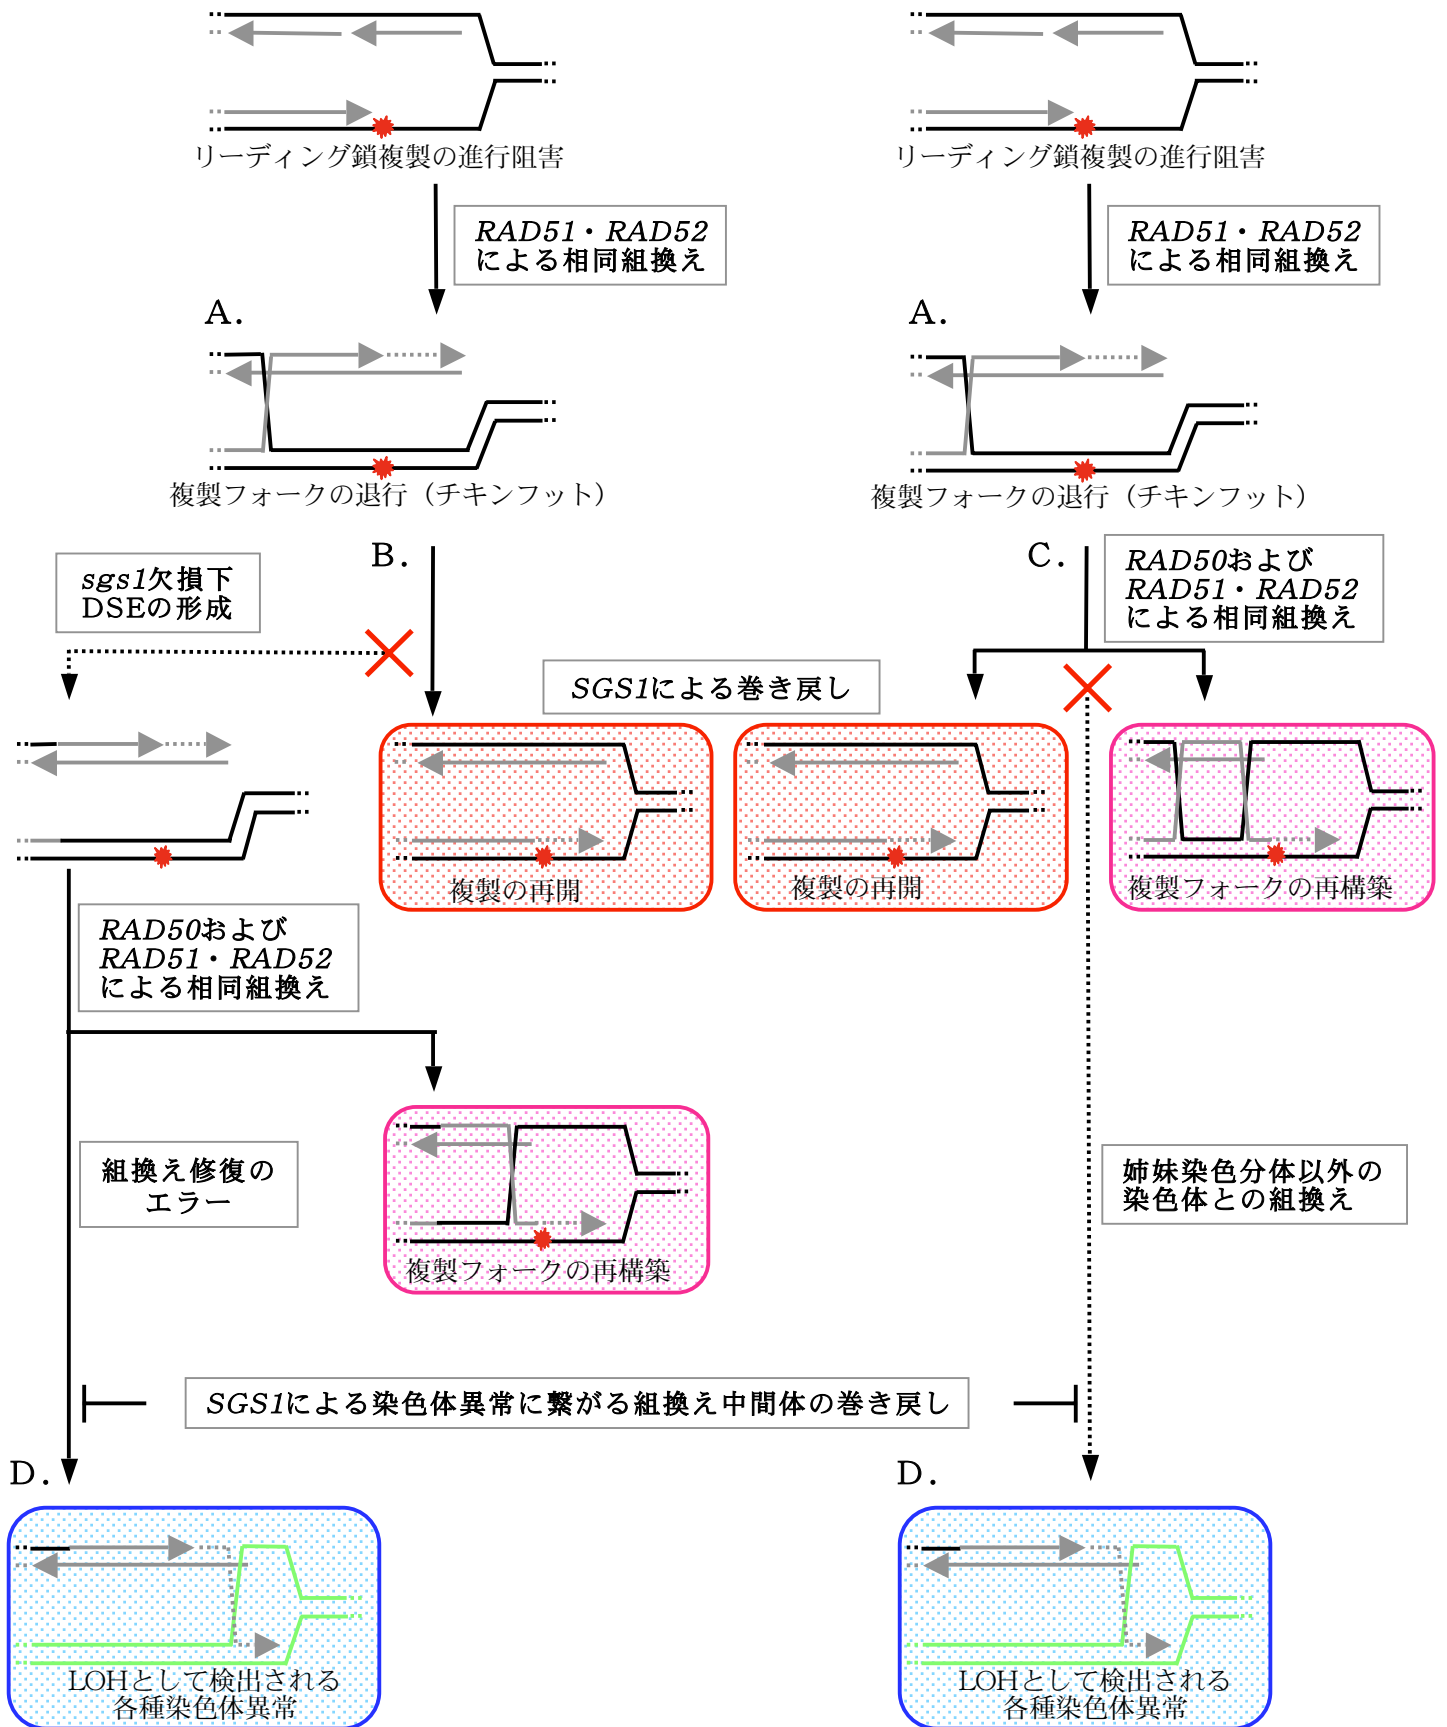 リーディング鎖複製の進行阻害
リーディング鎖複製の進行阻害
RAD51・RAD52
による相同組換え
RAD51・RAD52
による相同組換え
A.
A.
複製フォークの退行（チキンフット）
複製フォークの退行（チキンフット）
sgs1欠損下
DSEの形成
B.
C.
RAD50および
RAD51・RAD52
による相同組換え
SGS1による巻き戻し
複製の再開
複製の再開
複製フォークの再構築
RAD50および
RAD51・RAD52
による相同組換え
組換え修復の
エラー
複製フォークの再構築
姉妹染色分体以外の
染色体との組換え
SGS1による染色体異常に繋がる組換え中間体の巻き戻し
D.
D.
LOHとして検出される
各種染色体異常
LOHとして検出される
各種染色体異常